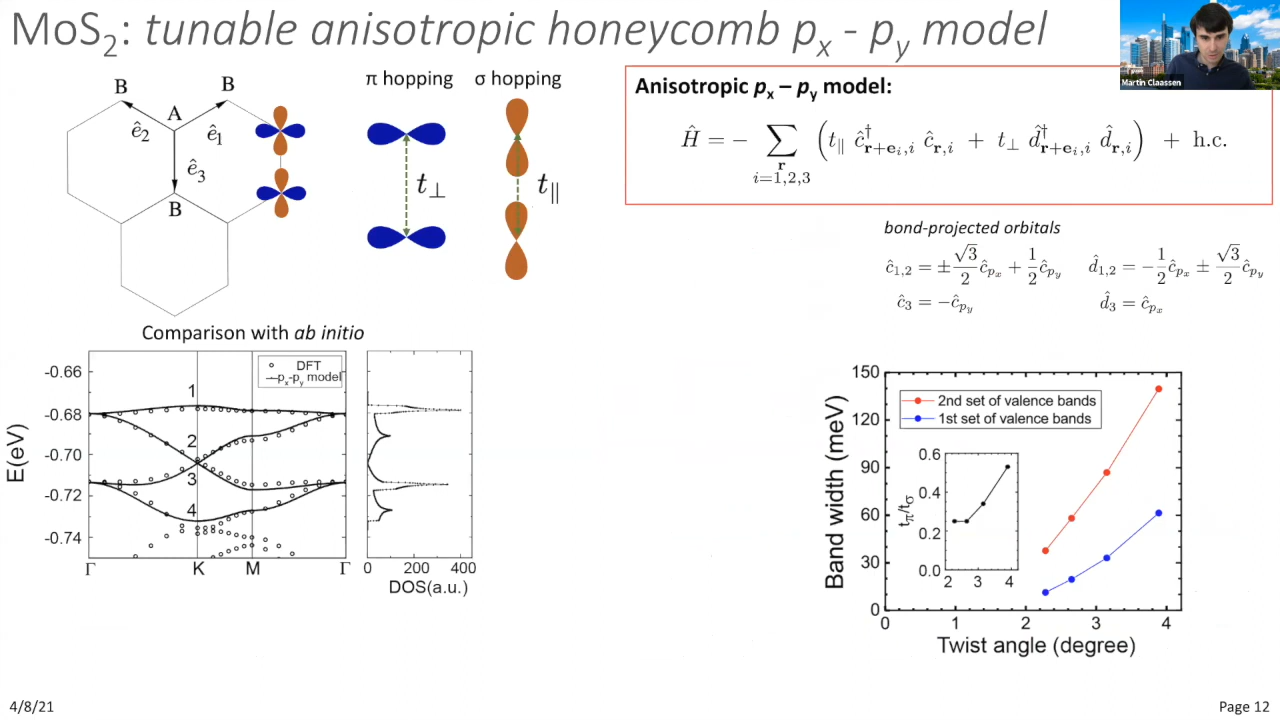 MoS₂: tunable anisotropic honeycomb pₓ - p_y model
Martin Claassen
B
B
A
ê₂
ê₁
ê₃
B
π hopping
σ hopping
t⊥
t∥
Anisotropic pₓ – p_y model:
Ĥ = − ∑ (t∥ ĉ†_{r+e_i,i} ĉ_{r,i} + t⊥ d̂†_{r+e_i,i} d̂_{r,i}) + h.c.
r
i=1,2,3
bond-projected orbitals
ĉ₁,₂ = ± √3/2 ĉ_{pₓ} + 1/2 ĉ_{p_y}
d̂₁,₂ = − 1/2 ĉ_{pₓ} ± √3/2 ĉ_{p_y}
ĉ₃ = −ĉ_{p_y}
d̂₃ = ĉ_{pₓ}
Comparison with ab initio
E(eV)
-0.66
-0.68
-0.70
-0.72
-0.74
DFT
pₓ-p_y model
1
2
3
4
Γ
K
M
Γ
0
200
400
DOS(a.u.)
Band width (meV)
150
120
90
60
30
0
2nd set of valence bands
1st set of valence bands
t_π/t_σ
0.6
0.4
0.2
0.0
2
3
4
0
1
2
3
4
Twist angle (degree)
4/8/21
Page 12